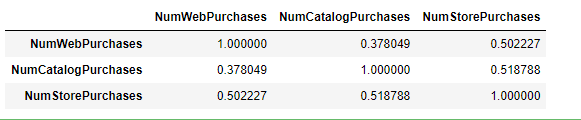 NumWebPurchases NumCatalogPurchases NumStorePurchases
NumWebPurchases 1.000000 0.378049 0.502227
NumCatalogPurchases 0.378049 1.000000 0.518788
NumStorePurchases 0.502227 0.518788 1.000000